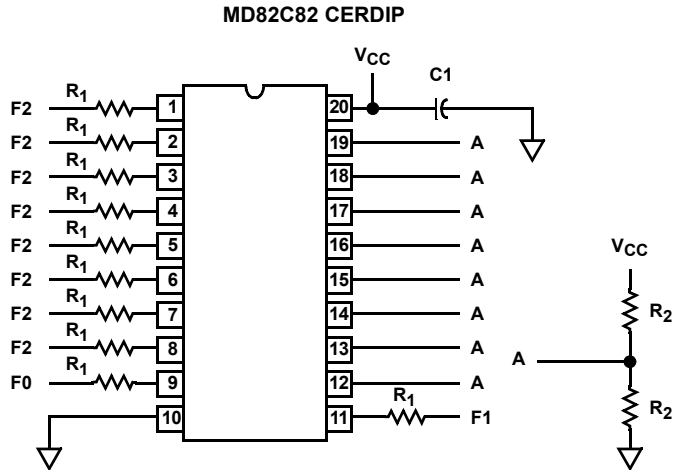 MD82C82 CERDIP
VCC
C1
F2 R1 1 20
F2 R1 2 19 A
F2 R1 3 18 A
F2 R1 4 17 A
F2 R1 5 16 A
F2 R1 6 15 A
F2 R1 7 14 A
F2 R1 8 13 A
F0 R1 9 12 A
10 11 R1 F1
VCC
R2
A
R2